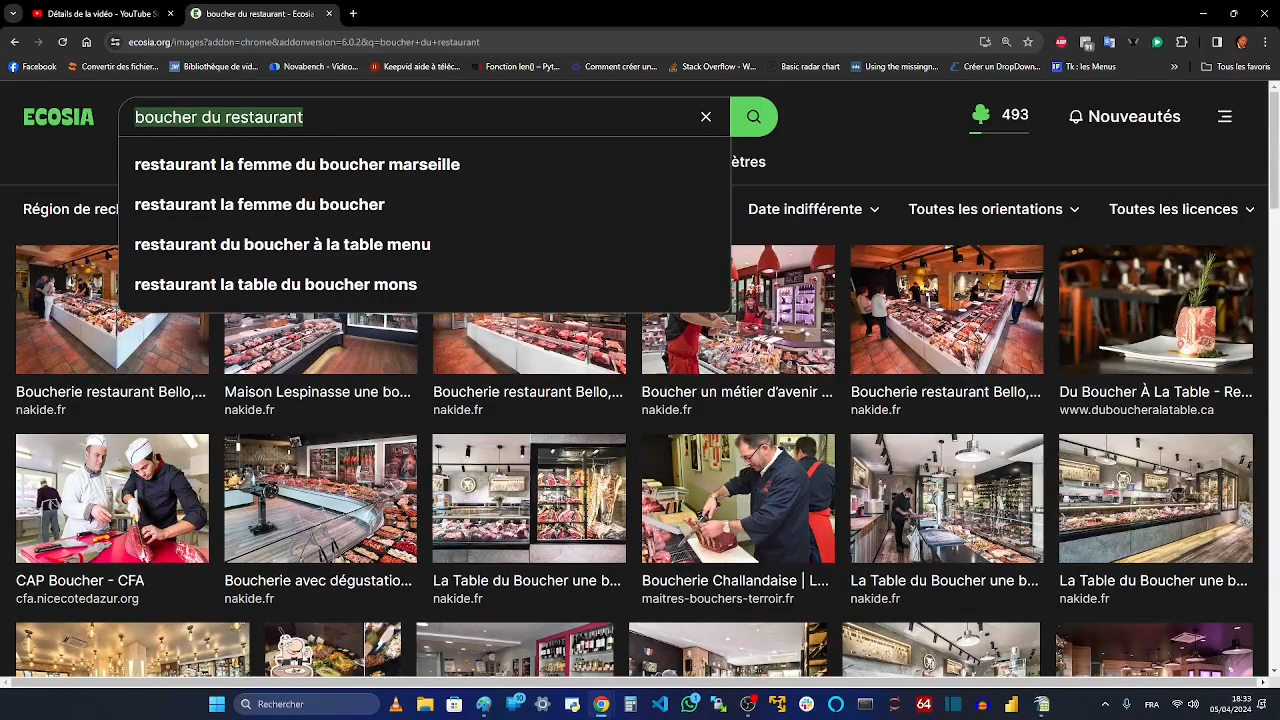 Détails de la vidéo - YouTube S
boucher du restaurant - Ecosia
ecosia.org/images?addon=chrome&addonversion=6.0.2&q=boucher+du+restaurant
Facebook
Convertir des fichier...
Bibliothèque de vid...
Novabench - Video...
Keepvid aide à téléc...
Fonction len() — Pyt...
Comment créer un...
Stack Overflow - W...
Basic radar chart
Using the missingn...
Créer un DropDown...
Tk : les Menus
»
Tous les favoris
ECOSIA
boucher du restaurant
493
Nouveautés
restaurant la femme du boucher marseille
restaurant la femme du boucher
restaurant du boucher à la table menu
restaurant la table du boucher mons
ètres
Région de rech
Date indifférente
Toutes les orientations
Toutes les licences
Boucherie restaurant Bello,...
nakide.fr
Maison Lespinasse une bo...
nakide.fr
Boucherie restaurant Bello,...
nakide.fr
Boucher un métier d'avenir ...
nakide.fr
Boucherie restaurant Bello,...
nakide.fr
Du Boucher À La Table - Re...
www.duboucheralatable.ca
CAP Boucher - CFA
cfa.nicecotedazur.org
Boucherie avec dégustatio...
nakide.fr
La Table du Boucher une b...
nakide.fr
Boucherie Challandaise | L...
maitres-bouchers-terroir.fr
La Table du Boucher une b...
nakide.fr
La Table du Boucher une b...
nakide.fr
Rechercher
FRA
18:33
05/04/2024